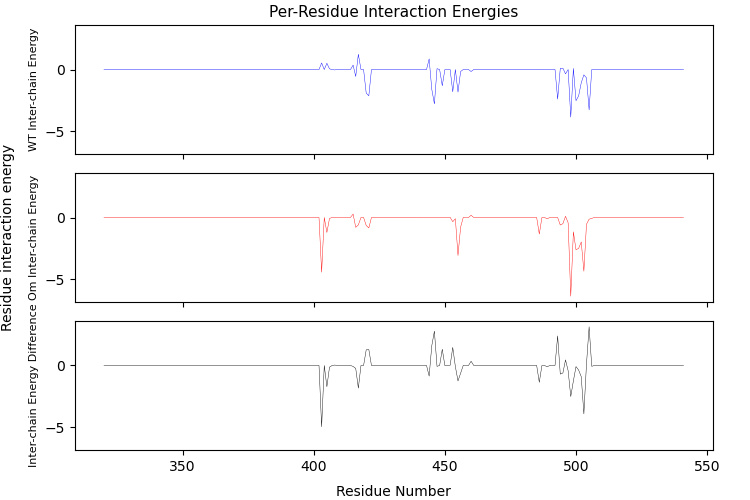 Per-Residue Interaction Energies
Residue interaction energy
WT Inter-chain Energy
0
−5
Om Inter-chain Energy
0
−5
Inter-chain Energy Difference
0
−5
350
400
450
500
550
Residue Number